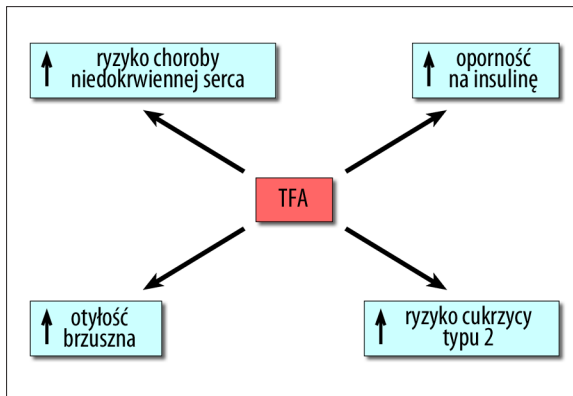 ryzyko choroby
niedokrwiennej serca
oporność
na insulinę
TFA
otyłość
brzuszna
ryzyko cukrzycy
typu 2